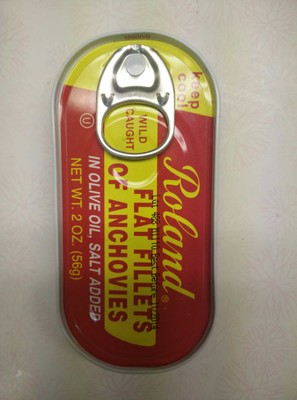 keep
cool
WILD
CAUGHT
U
Roland®
FLAT FILLETS
OF ANCHOVIES
IN OLIVE OIL, SALT ADDED
NET WT. 2 OZ. (56g)